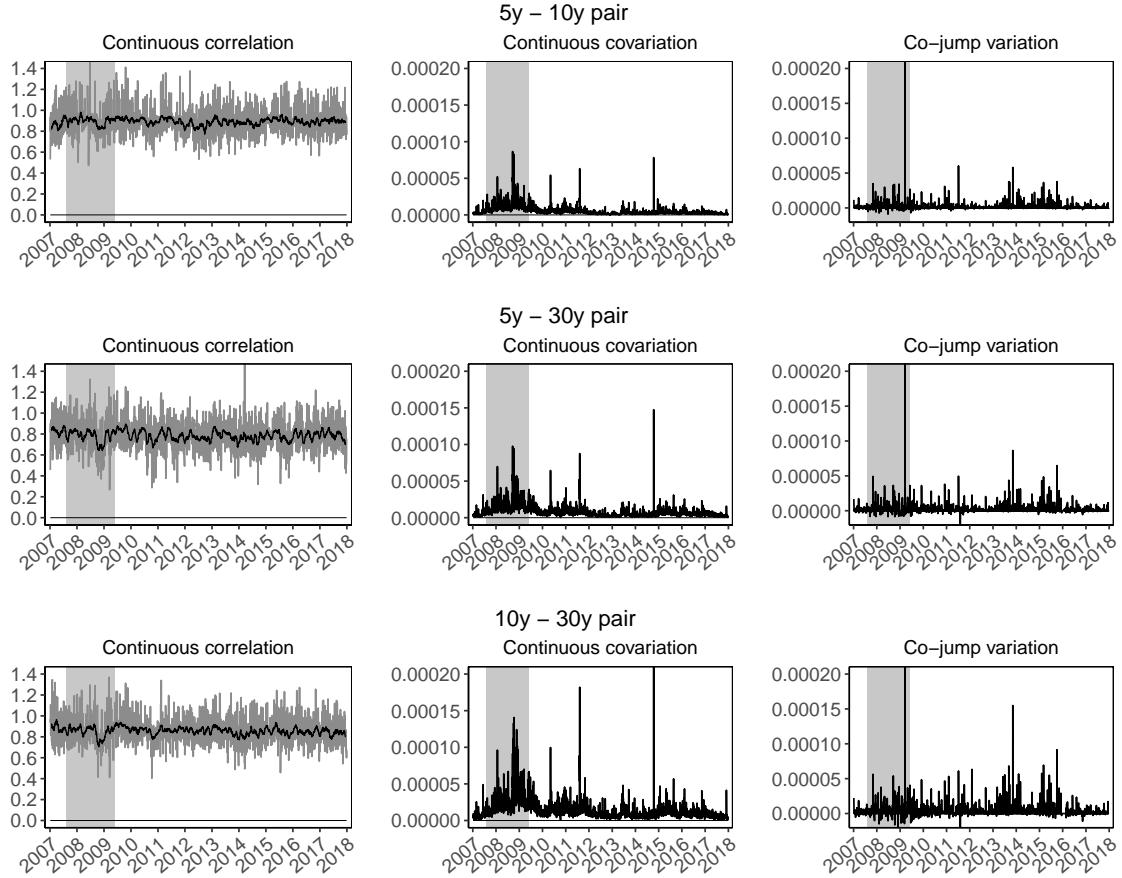 5y − 10y pair
Continuous correlation
Continuous covariation
Co−jump variation
1.4
1.2
1.0
0.8
0.6
0.4
0.2
0.0
2007 2008 2009 2010 2011 2012 2013 2014 2015 2016 2017 2018
0.00020
0.00015
0.00010
0.00005
0.00000
2007 2008 2009 2010 2011 2012 2013 2014 2015 2016 2017 2018
0.00020
0.00015
0.00010
0.00005
0.00000
2007 2008 2009 2010 2011 2012 2013 2014 2015 2016 2017 2018
5y − 30y pair
Continuous correlation
Continuous covariation
Co−jump variation
1.4
1.2
1.0
0.8
0.6
0.4
0.2
0.0
2007 2008 2009 2010 2011 2012 2013 2014 2015 2016 2017 2018
0.00020
0.00015
0.00010
0.00005
0.00000
2007 2008 2009 2010 2011 2012 2013 2014 2015 2016 2017 2018
0.00020
0.00015
0.00010
0.00005
0.00000
2007 2008 2009 2010 2011 2012 2013 2014 2015 2016 2017 2018
10y − 30y pair
Continuous correlation
Continuous covariation
Co−jump variation
1.4
1.2
1.0
0.8
0.6
0.4
0.2
0.0
2007 2008 2009 2010 2011 2012 2013 2014 2015 2016 2017 2018
0.00020
0.00015
0.00010
0.00005
0.00000
2007 2008 2009 2010 2011 2012 2013 2014 2015 2016 2017 2018
0.00020
0.00015
0.00010
0.00005
0.00000
2007 2008 2009 2010 2011 2012 2013 2014 2015 2016 2017 2018